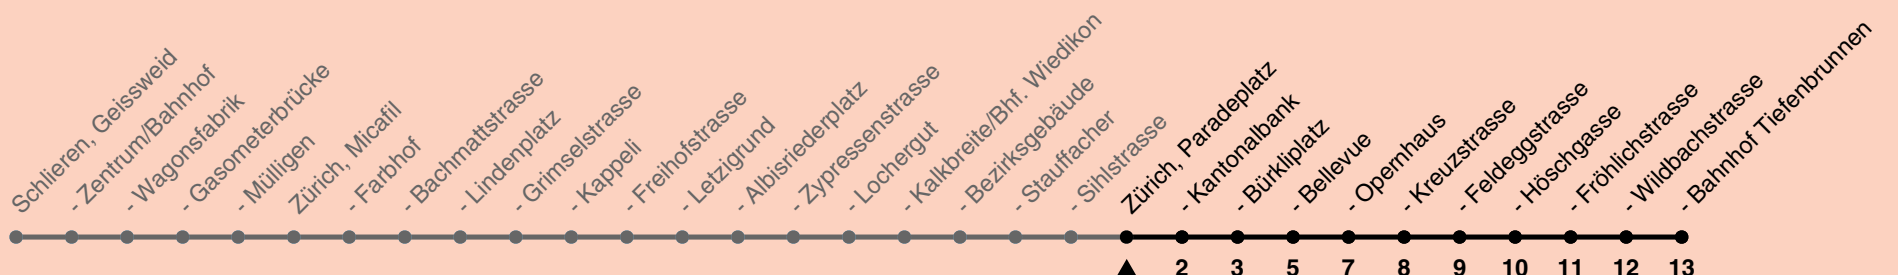 Schlieren, Geissweid
- Zentrum/Bahnhof
- Wagonsfabrik
- Gasometerbrücke
- Mülligen
Zürich, Micafil
- Farbhof
- Bachmattstrasse
- Lindenplatz
- Grimselstrasse
- Kappeli
- Freihofstrasse
- Letzigrund
- Albisriederplatz
- Zypressenstrasse
- Lochergut
- Kalkbreite/Bhf. Wiedikon
- Bezirksgebäude
- Stauffacher
- Sihlstrasse
Zürich, Paradeplatz
- Kantonalbank
- Bürkliplatz
- Bellevue
- Opernhaus
- Kreuzstrasse
- Feldeggstrasse
- Höschgasse
- Fröhlichstrasse
- Wildbachstrasse
- Bahnhof Tiefenbrunnen
2 3 5 7 8 9 10 11 12 13